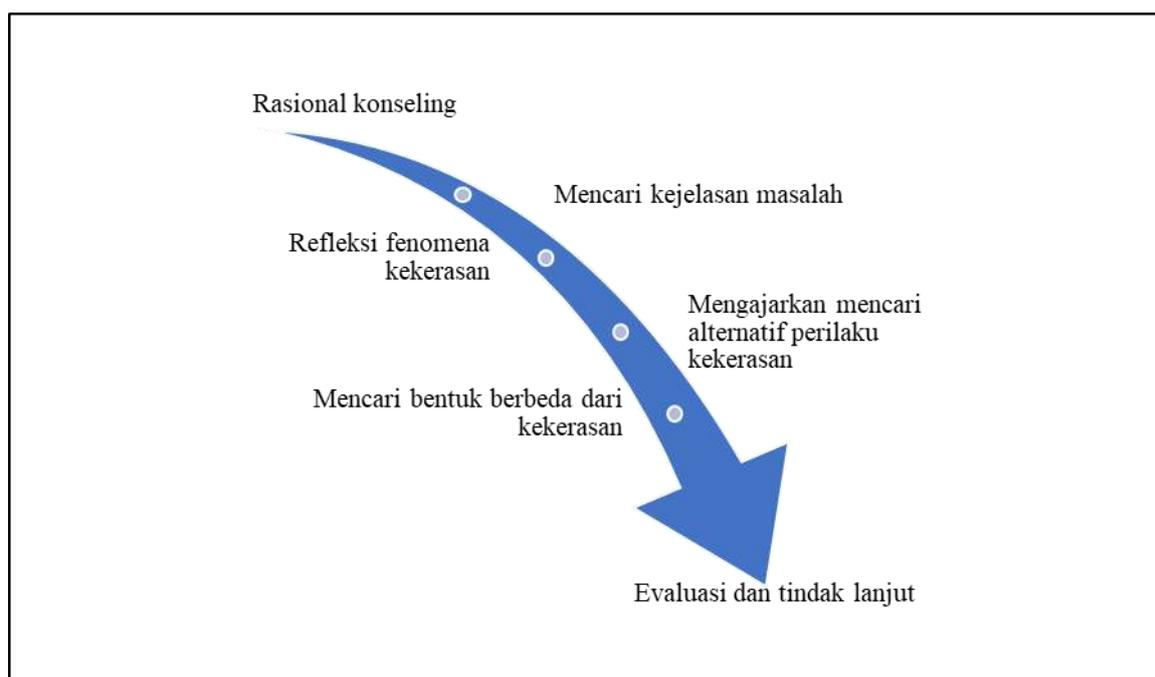 Rasional konseling
Mencari kejelasan masalah
Refleksi fenomena
kekerasan
Mengajarkan mencari
alternatif perilaku
kekerasan
Mencari bentuk berbeda dari
kekerasan
Evaluasi dan tindak lanjut